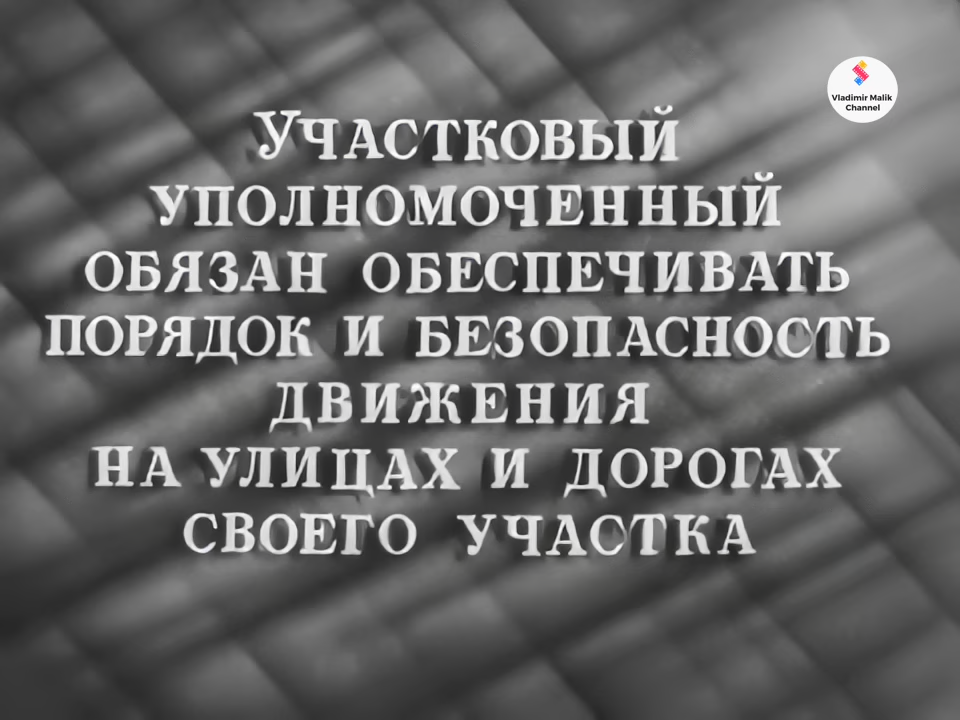 Vladimir Malik
Channel
Участковый
уполномоченный
обязан обеспечивать
порядок и безопасность
движения
на улицах и дорогах
своего участка